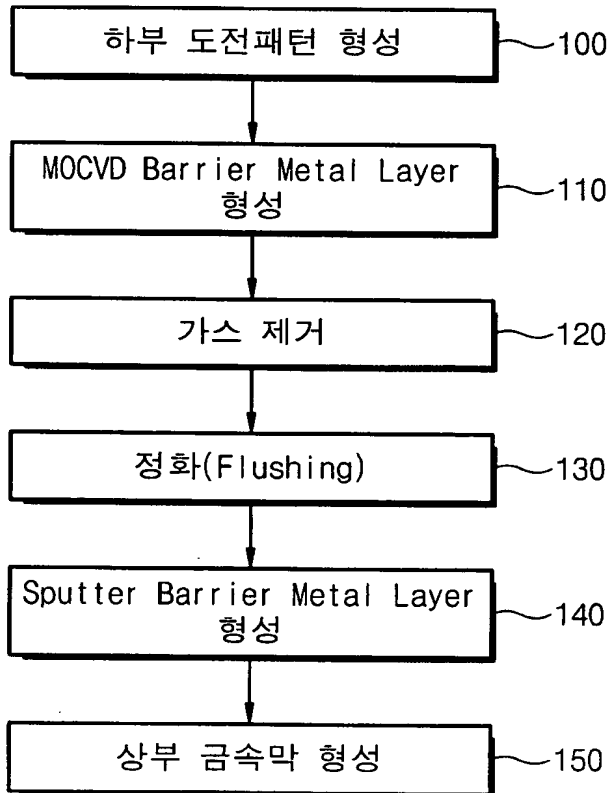 하부 도전패턴 형성
100
MOCVD Barrier Metal Layer
형성
110
가스 제거
120
정화(Flushing)
130
Sputter Barrier Metal Layer
형성
140
상부 금속막 형성
150